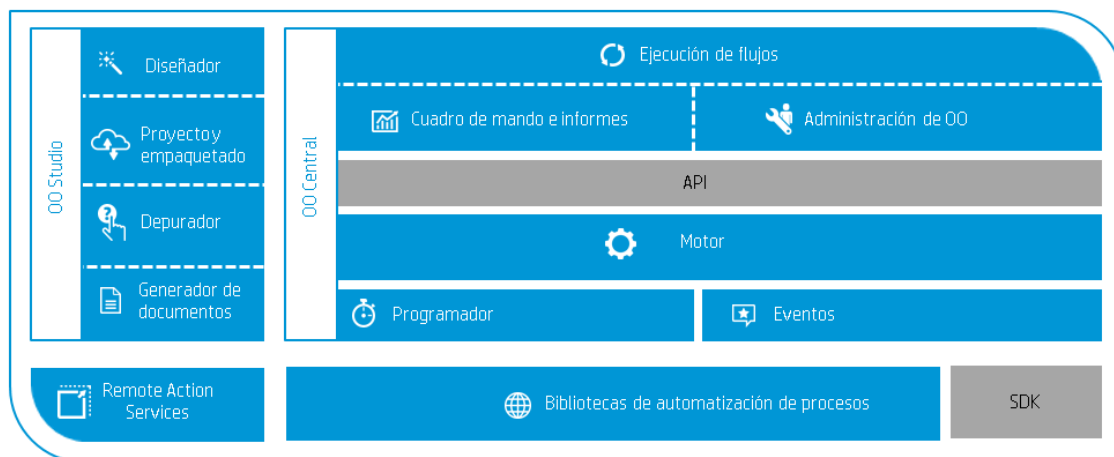 OO Studio
Diseñador
Proyecto y
empaquetado
Depurador
Generador de
documentos
OO Central
Ejecución de flujos
Cuadro de mando e informes
Administración de OO
API
Motor
Programador
Eventos
Remote Action
Services
Bibliotecas de automatización de procesos
SDK